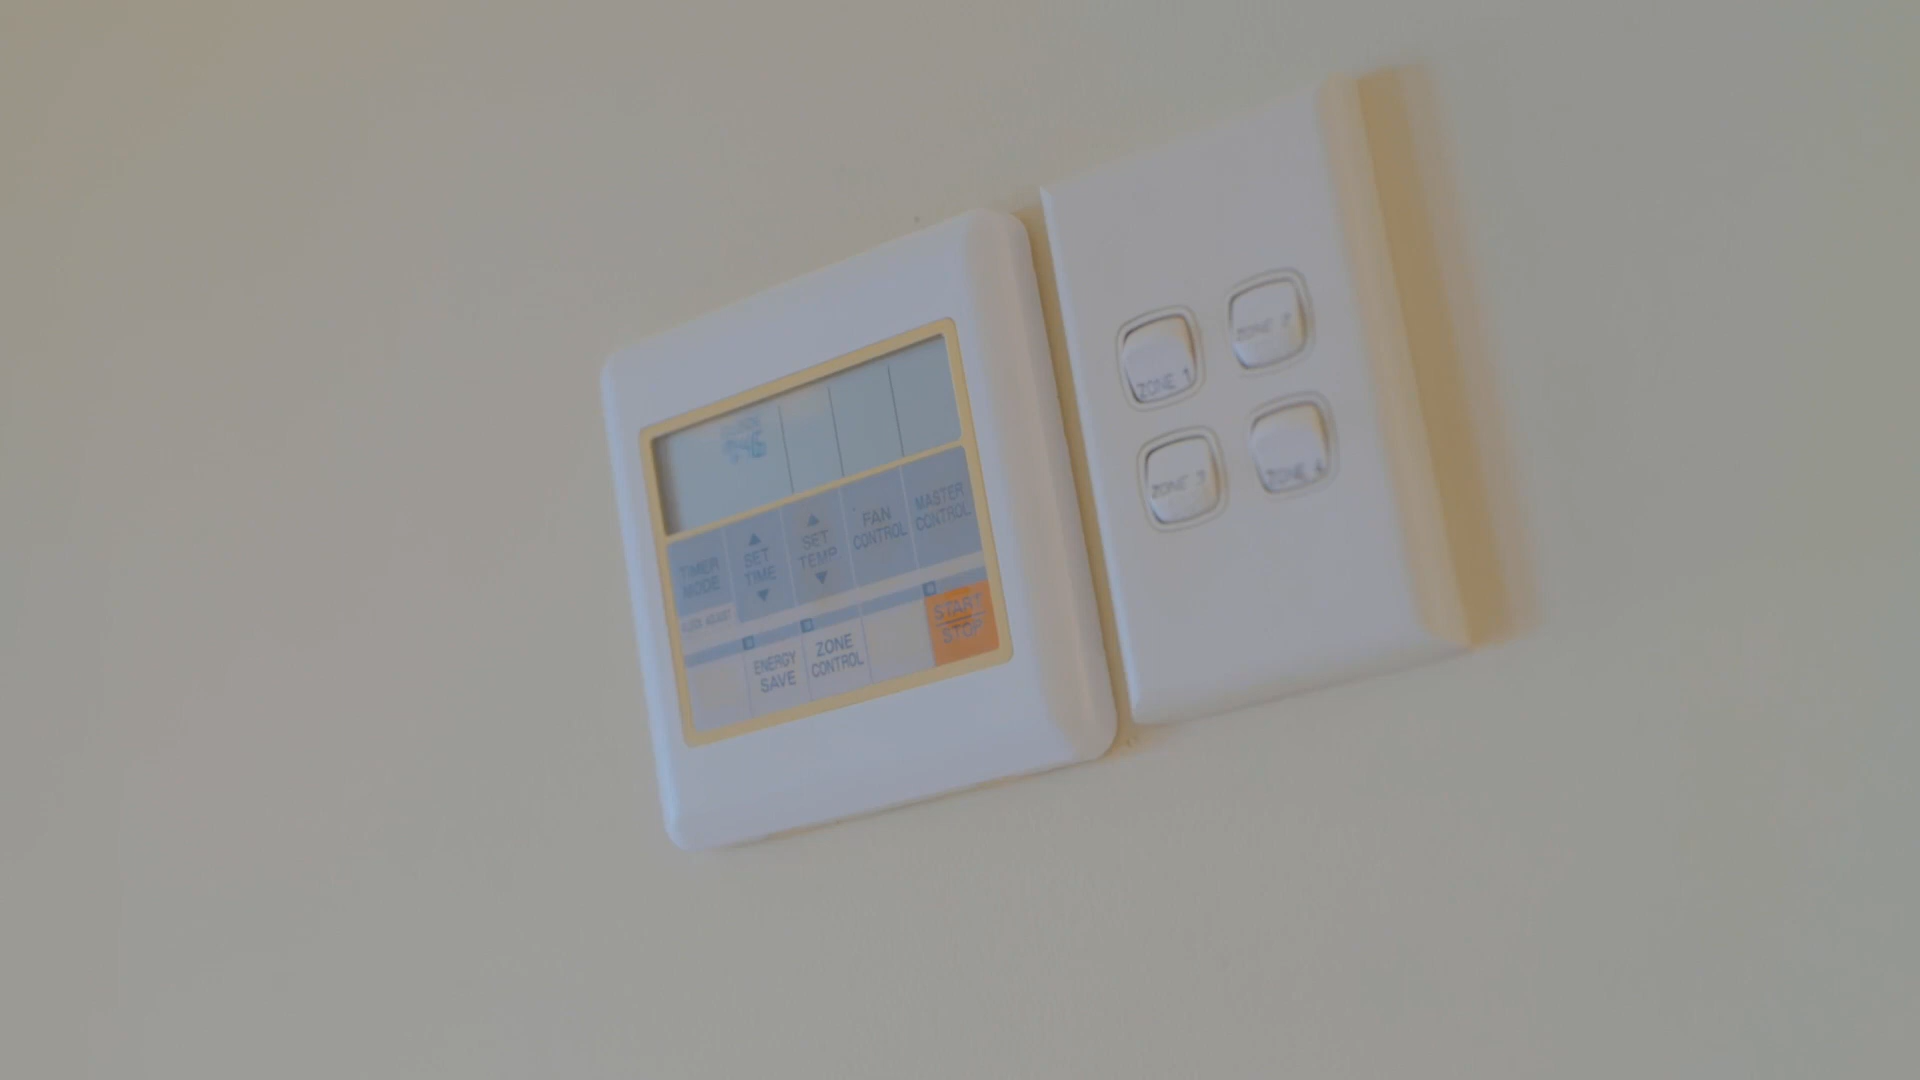 TIMER
MODE
SET
TIME
SET
TEMP
FAN
CONTROL
MASTER
CONTROL
ENERGY
SAVE
ZONE
CONTROL
START
STOP
ZONE 1
ZONE 2
ZONE 3
ZONE 4